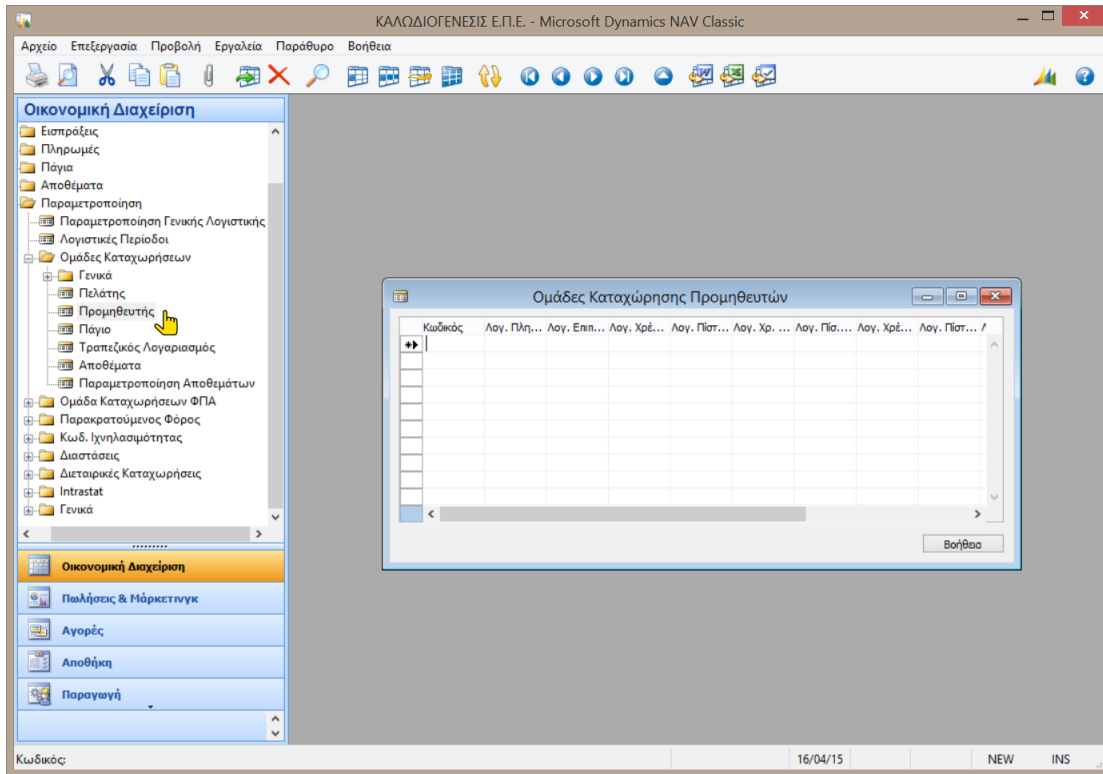 ΚΑΛΩΔΙΟΓΕΝΕΣΙΣ Ε.Π.Ε. - Microsoft Dynamics NAV Classic
Αρχείο Επεξεργασία Προβολή Εργαλεία Παράθυρο Βοήθεια
Οικονομική Διαχείριση
Εισπράξεις
Πληρωμές
Πάγια
Αποθέματα
Παραμετροποίηση
Παραμετροποίηση Γενικής Λογιστικής
Λογιστικές Περίοδοι
Ομάδες Καταχωρήσεων
Γενικά
Πελάτης
Προμηθευτής
Πάγιο
Τραπεζικός Λογαριασμός
Αποθέματα
Παραμετροποίηση Αποθεμάτων
Ομάδα Καταχωρήσεων ΦΠΑ
Παρακρατούμενος Φόρος
Κωδ. Ιχνηλασιμότητας
Διαστάσεις
Διεταιρικές Καταχωρήσεις
Intrastat
Γενικά
Οικονομική Διαχείριση
Πωλήσεις & Μάρκετινγκ
Αγορές
Αποθήκη
Παραγωγή
Ομάδες Καταχώρησης Προμηθευτών
Κωδικός Λογ. Πλη... Λογ. Επιπ... Λογ. Χρέ... Λογ. Πίστ... Λογ. Χρ. ... Λογ. Πίσ.... Λογ. Χρέ... Λογ. Πίστ... Λ
Βοήθεια
Κωδικός: 16/04/15 NEW INS